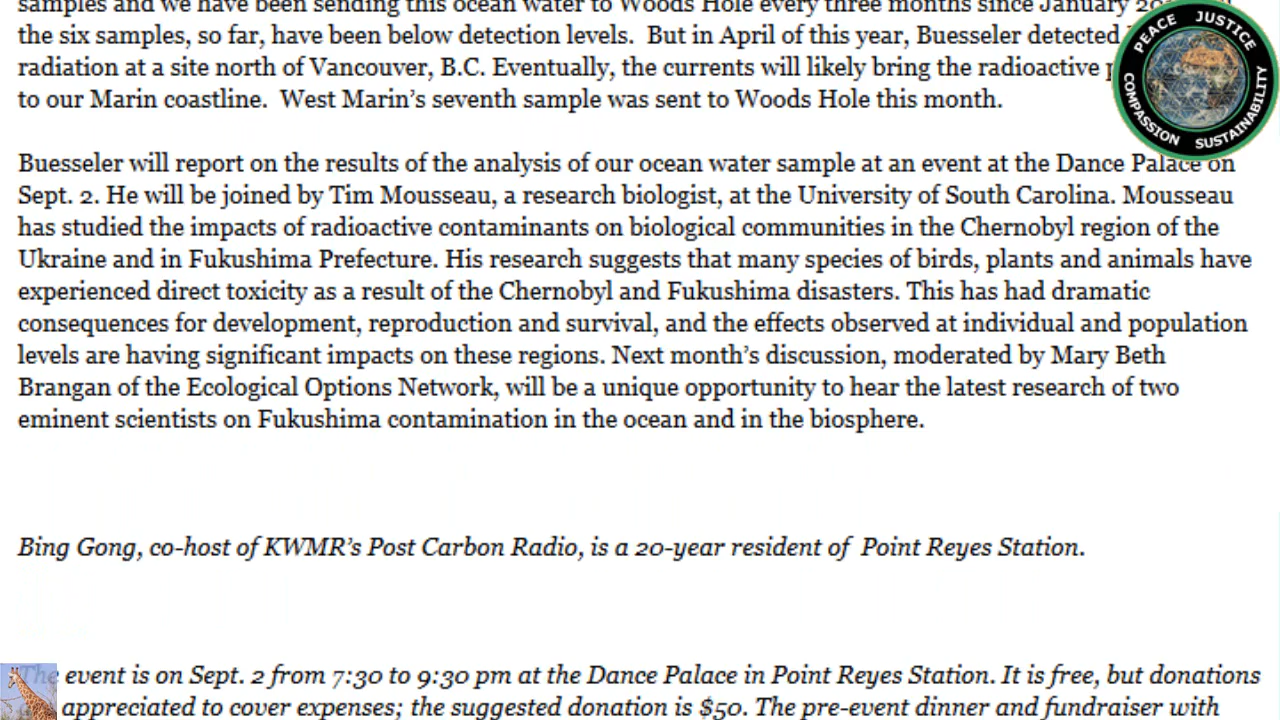 samples and we have been sending this ocean water to Woods Hole every three months since January
the six samples, so far, have been below detection levels.  But in April of this year, Buesseler detected
radiation at a site north of Vancouver, B.C. Eventually, the currents will likely bring the radioactive
to our Marin coastline.  West Marin's seventh sample was sent to Woods Hole this month.
PEACE JUSTICE
COMPASSION SUSTAINABILITY
Buesseler will report on the results of the analysis of our ocean water sample at an event at the Dance Palace on
Sept. 2. He will be joined by Tim Mousseau, a research biologist, at the University of South Carolina. Mousseau
has studied the impacts of radioactive contaminants on biological communities in the Chernobyl region of the
Ukraine and in Fukushima Prefecture. His research suggests that many species of birds, plants and animals have
experienced direct toxicity as a result of the Chernobyl and Fukushima disasters. This has had dramatic
consequences for development, reproduction and survival, and the effects observed at individual and population
levels are having significant impacts on these regions. Next month's discussion, moderated by Mary Beth
Brangan of the Ecological Options Network, will be a unique opportunity to hear the latest research of two
eminent scientists on Fukushima contamination in the ocean and in the biosphere.
Bing Gong, co-host of KWMR's Post Carbon Radio, is a 20-year resident of  Point Reyes Station.
The event is on Sept. 2 from 7:30 to 9:30 pm at the Dance Palace in Point Reyes Station. It is free, but donations
appreciated to cover expenses; the suggested donation is $50. The pre-event dinner and fundraiser with